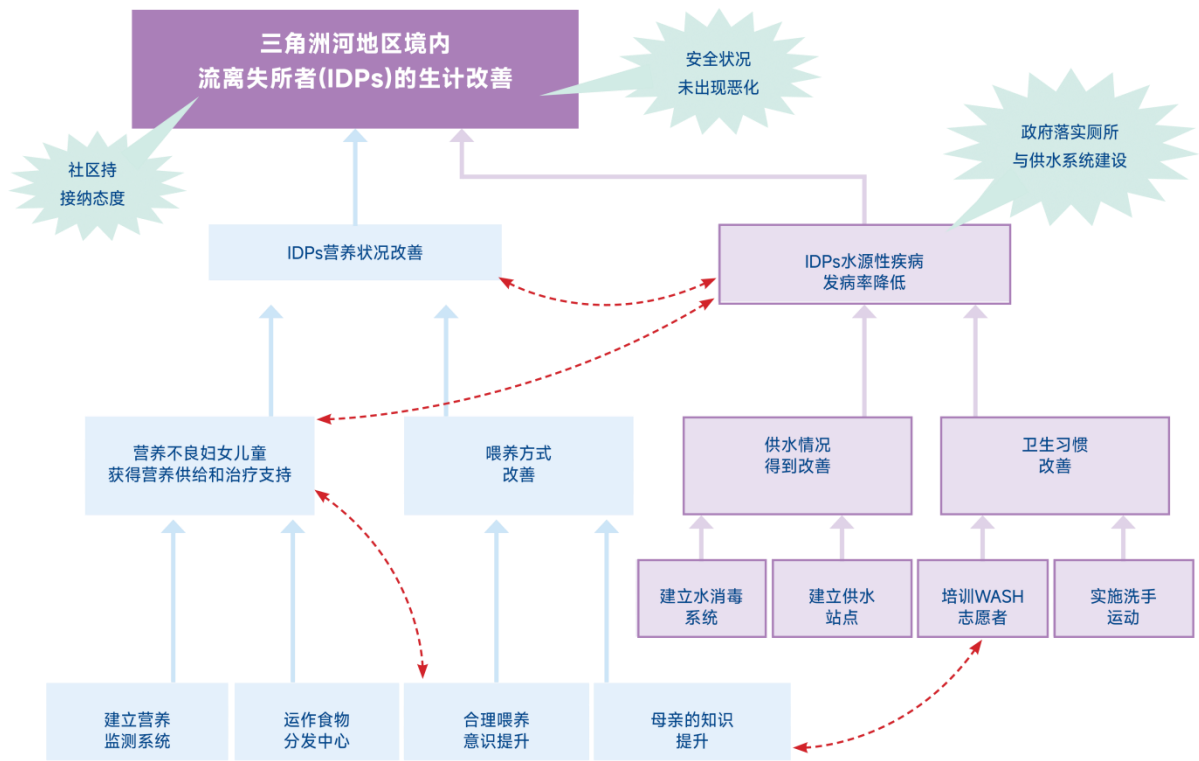 三角洲河地区境内
流离失所者(IDPs)的生计改善
安全状况
未出现恶化
政府落实厕所
与供水系统建设
社区持
接纳态度
IDPs营养状况改善
IDPs水源性疾病
发病率降低
营养不良妇女儿童
获得营养供给和治疗支持
喂养方式
改善
供水情况
得到改善
卫生习惯
改善
建立水消毒
系统
建立供水
站点
培训WASH
志愿者
实施洗手
运动
建立营养
监测系统
运作食物
分发中心
合理喂养
意识提升
母亲的知识
提升